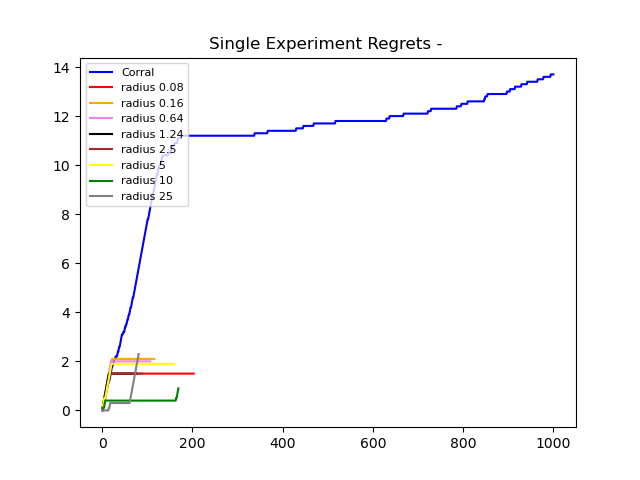 Single Experiment Regrets -
14
12
10
8
6
4
2
0
Corral
radius 0.08
radius 0.16
radius 0.64
radius 1.24
radius 2.5
radius 5
radius 10
radius 25
0 200 400 600 800 1000